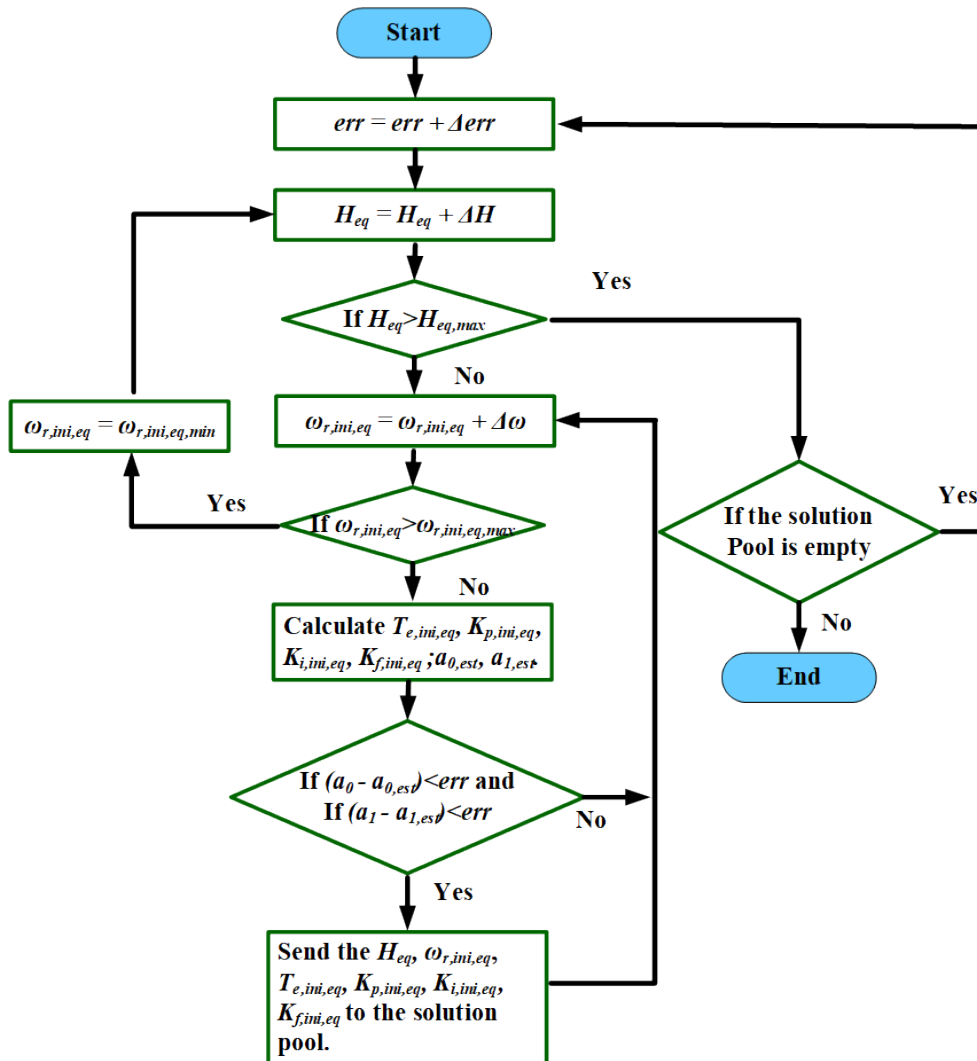 Start
err = err + Δerr
H_eq = H_eq + ΔH
Yes
If H_eq>H_eq,max
No
ω_r,ini,eq = ω_r,ini,eq,min
ω_r,ini,eq = ω_r,ini,eq + Δω
Yes
If ω_r,ini,eq>ω_r,ini,eq,max
If the solution
Pool is empty
Yes
No
Calculate T_e,ini,eq, K_p,ini,eq,
K_i,ini,eq, K_f,ini,eq ;a_0,est, a_1,est.
No
End
If (a_0 - a_0,est)<err and
If (a_1 - a_1,est)<err
No
Yes
Send the H_eq, ω_r,ini,eq,
T_e,ini,eq, K_p,ini,eq, K_i,ini,eq,
K_f,ini,eq to the solution
pool.